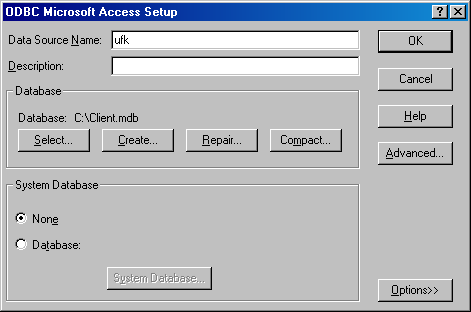 ODBC Microsoft Access Setup
Data Source Name: ufk
OK
Description:
Cancel
Database
Database: C:\Client.mdb
Help
Select... Create... Repair... Compact...
Advanced...
System Database
None
Database:
System Database...
Options>>